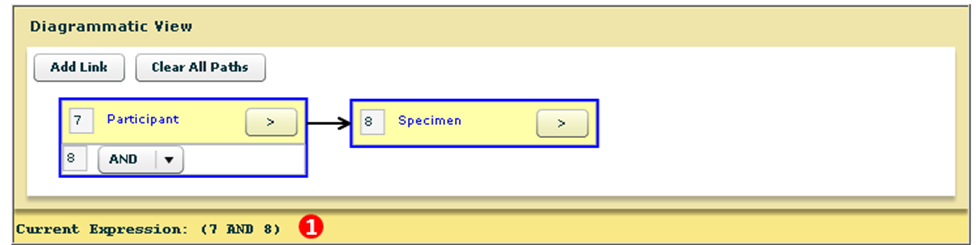 Diagrammatic View
Add Link Clear All Paths
7 Participant > 8 Specimen >
8 AND
Current Expression: (7 AND 8) 1